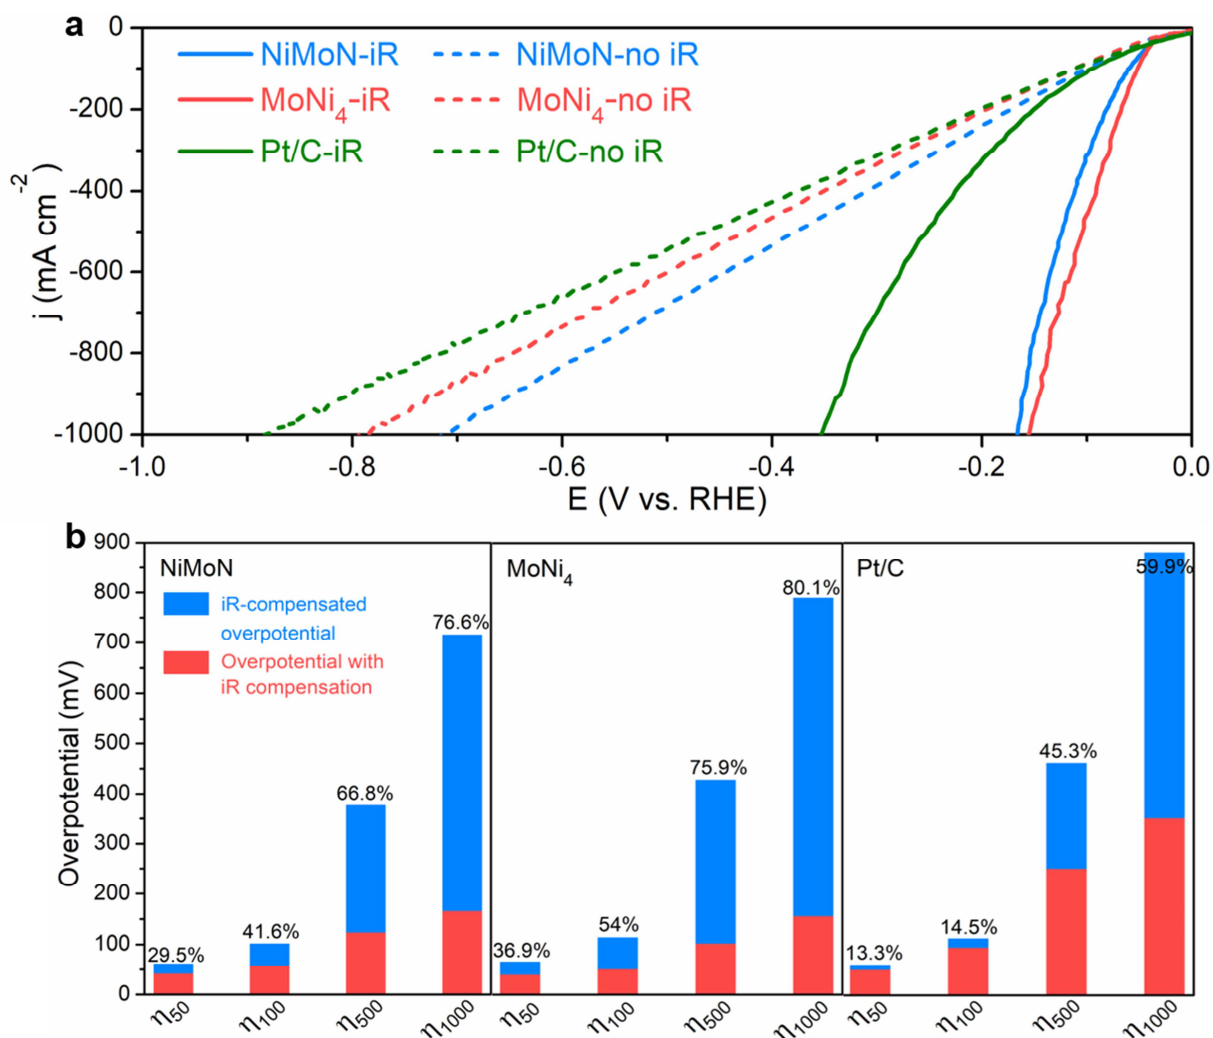 a
NiMoN-iR NiMoN-no iR
MoNi4-iR MoNi4-no iR
Pt/C-iR Pt/C-no iR
0
-200
-400
-600
-800
-1000
j (mA cm-2)
-1.0 -0.8 -0.6 -0.4 -0.2 0.0
E (V vs. RHE)
b
900
800
700
600
500
400
300
200
100
0
Overpotential (mV)
NiMoN
iR-compensated
overpotential
Overpotential with
iR compensation
29.5% 41.6% 66.8% 76.6%
MoNi4
36.9% 54% 75.9% 80.1%
Pt/C
13.3% 14.5% 45.3% 59.9%
η50 η100 η500 η1000 η50 η100 η500 η1000 η50 η100 η500 η1000